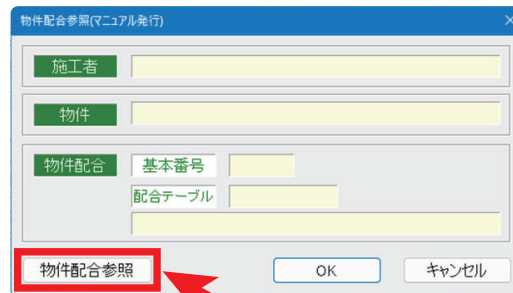 物件配合参照(マニュアル発行)
施工者
物件
物件配合 基本番号
配合テーブル
物件配合参照 OK キャンセル